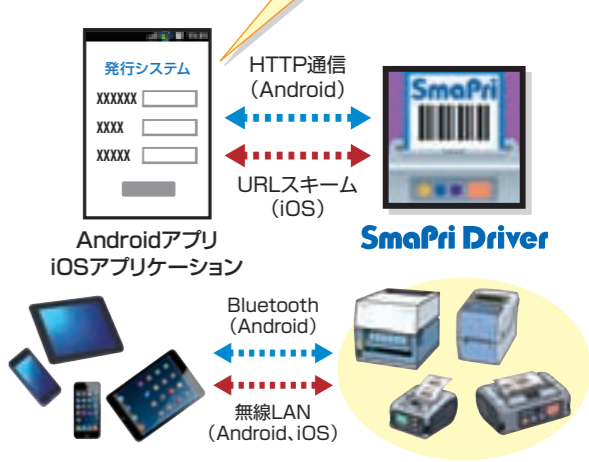 発行システム
XXXXXX
XXXX
XXXXX
HTTP通信
(Android)
URLスキーム
(iOS)
SmaPri
SmaPri Driver
Androidアプリ
iOSアプリケーション
Bluetooth
(Android)
無線LAN
(Android、iOS)